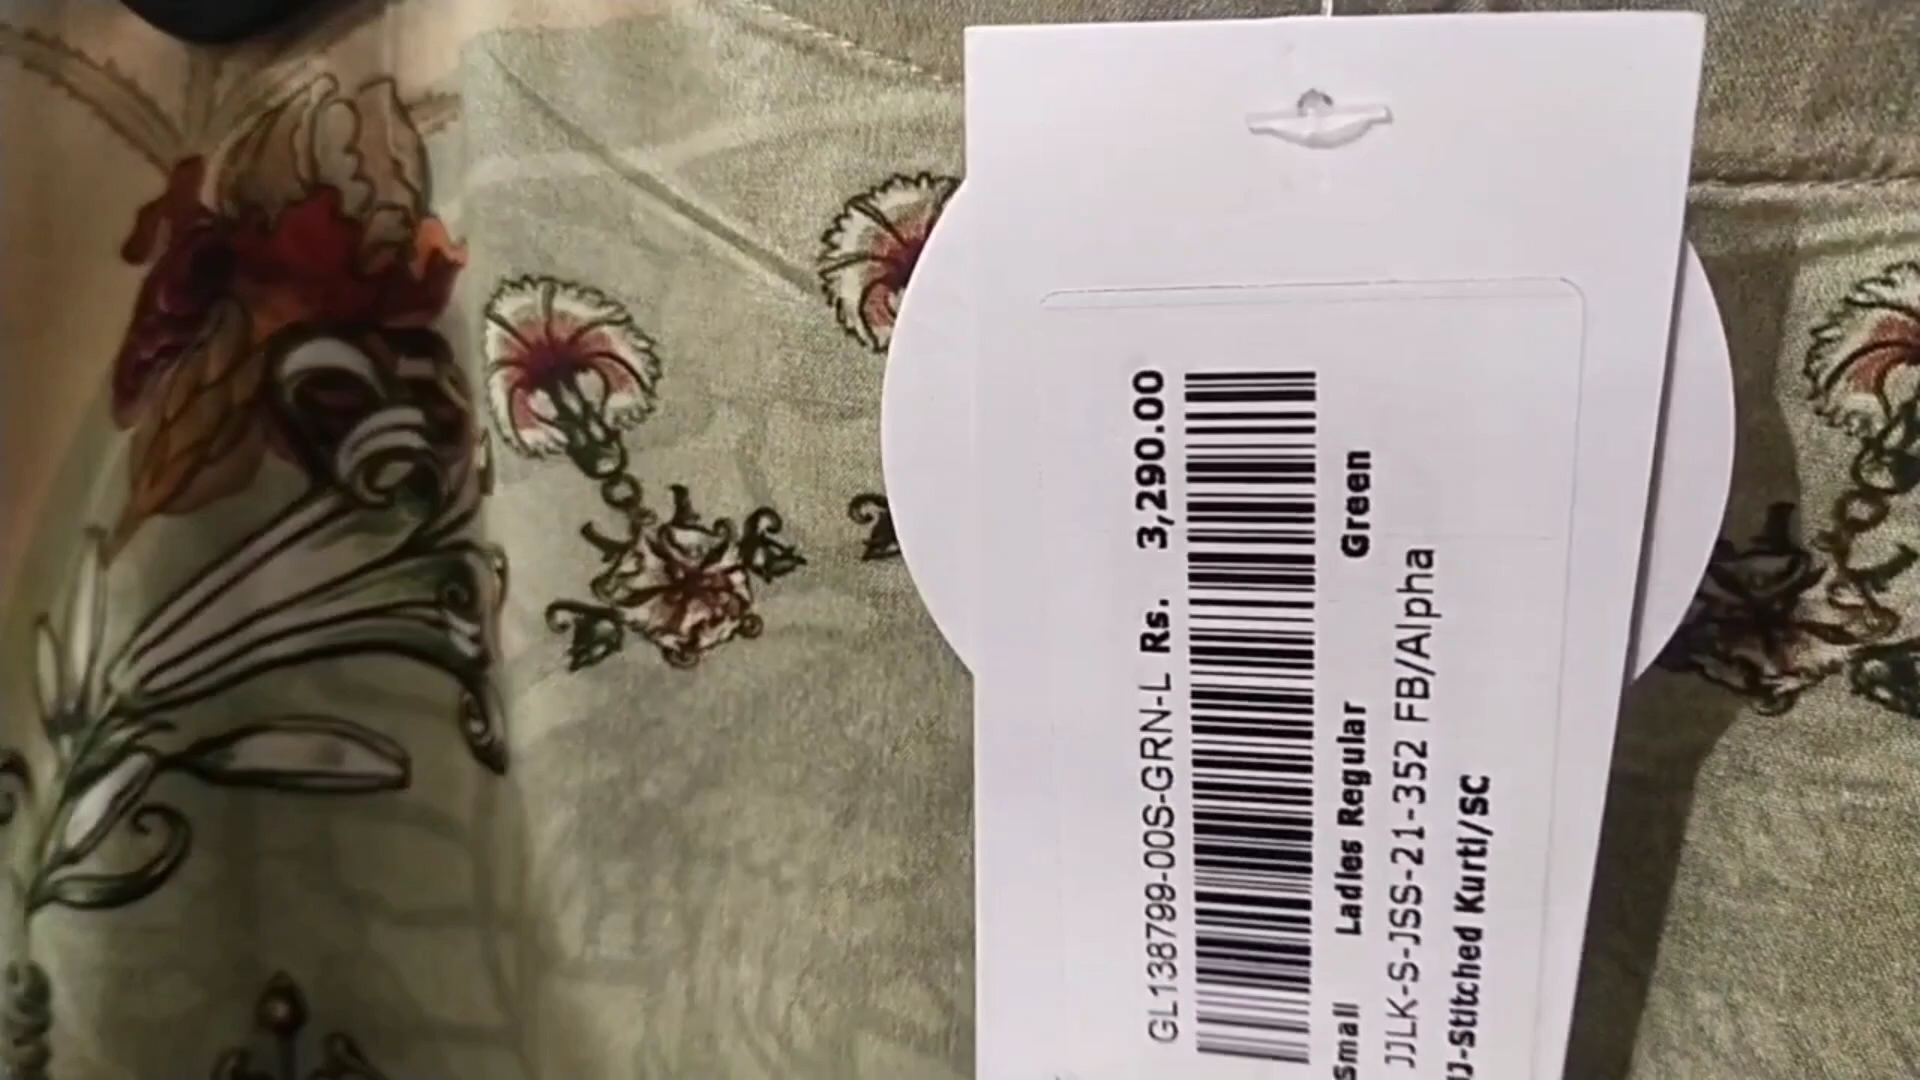 GL138799-00S-GRN-L Rs. 3,290.00
Small Ladies Regular Green
JJLK-S-JSS-21-352 FB/Alpha
JJ-Stitched Kurti/SC